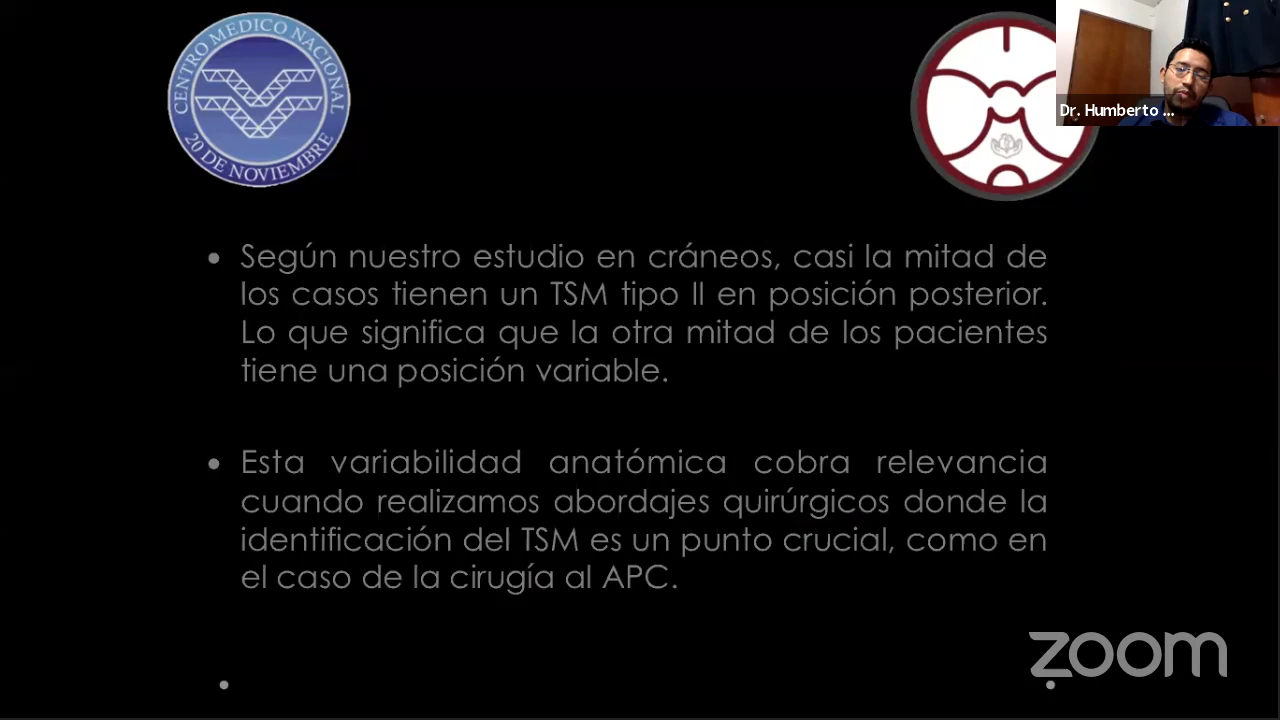 CENTRO MEDICO NACIONAL
20 DE NOVIEMBRE
Dr. Humberto ...
• Según nuestro estudio en cráneos, casi la mitad de
los casos tienen un TSM tipo II en posición posterior.
Lo que significa que la otra mitad de los pacientes
tiene una posición variable.
• Esta variabilidad anatómica cobra relevancia
cuando realizamos abordajes quirúrgicos donde la
identificación del TSM es un punto crucial, como en
el caso de la cirugía al APC.
zoom